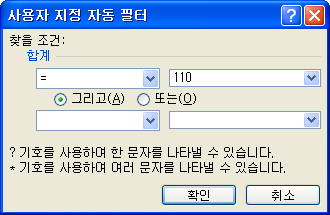 사용자 지정 자동 필터
찾을 조건:
합계
= 110
그리고(A) 또는(O)
? 기호를 사용하여 한 문자를 나타낼 수 있습니다.
* 기호를 사용하여 여러 문자를 나타낼 수 있습니다.
확인 취소